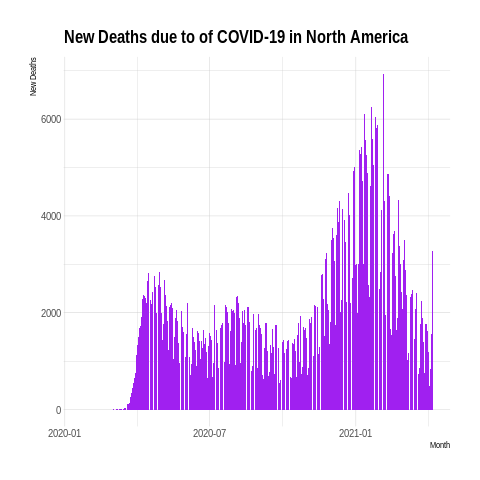 New Deaths due to of COVID-19 in North America
New Deaths
6000
4000
2000
0
2020-01
2020-07
2021-01
Month